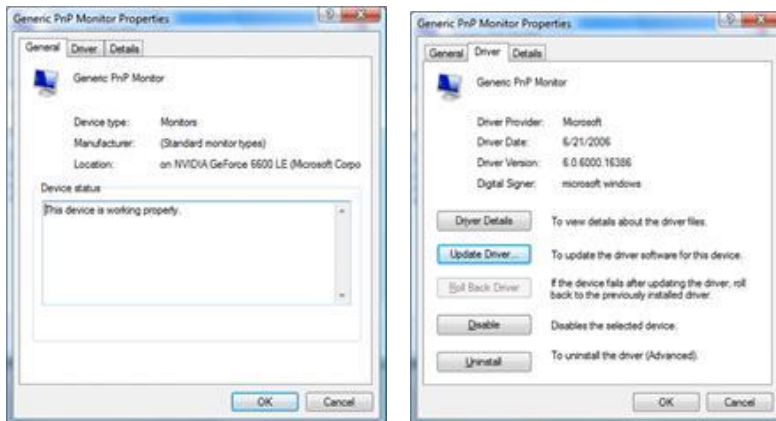 Generic PnP Monitor Properties
General Driver Details
Generic PnP Monitor
Device type: Monitors
Manufacturer: (Standard monitor types)
Location: on NVIDIA GeForce 6600 LE (Microsoft Corpo
Device status
This device is working properly.
OK Cancel
Generic PnP Monitor Properties
General Driver Details
Generic PnP Monitor
Driver Provider: Microsoft
Driver Date: 6/21/2006
Driver Version: 6.0.6000.16386
Digital Signer: microsoft windows
Driver Details To view details about the driver files.
Update Driver... To update the driver software for this device.
Roll Back Driver If the device fails after updating the driver, roll
back to the previously installed driver.
Disable Disables the selected device.
Uninstall To uninstall the driver (Advanced).
OK Cancel